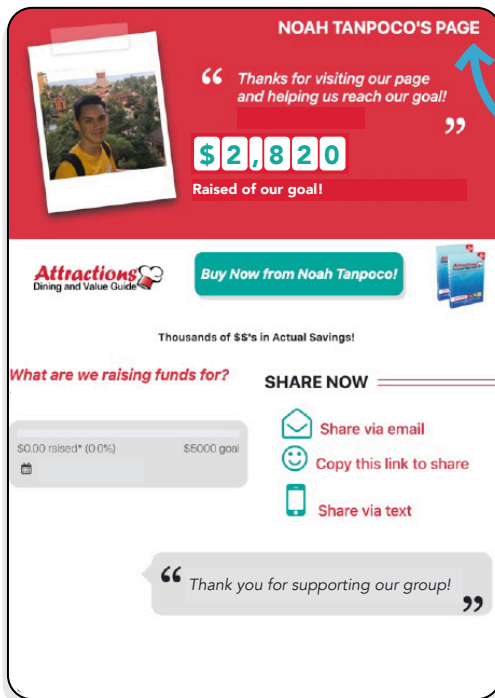 NOAH TANPOCO'S PAGE
“ Thanks for visiting our page
and helping us reach our goal! ”
$2,820
Raised of our goal!
Attractions
Dining and Value Guide
Buy Now from Noah Tanpoco!
Thousands of $$'s in Actual Savings!
What are we raising funds for?
$0.00 raised* (0.0%) $5000 goal
SHARE NOW
Share via email
Copy this link to share
Share via text
“ Thank you for supporting our group! ”